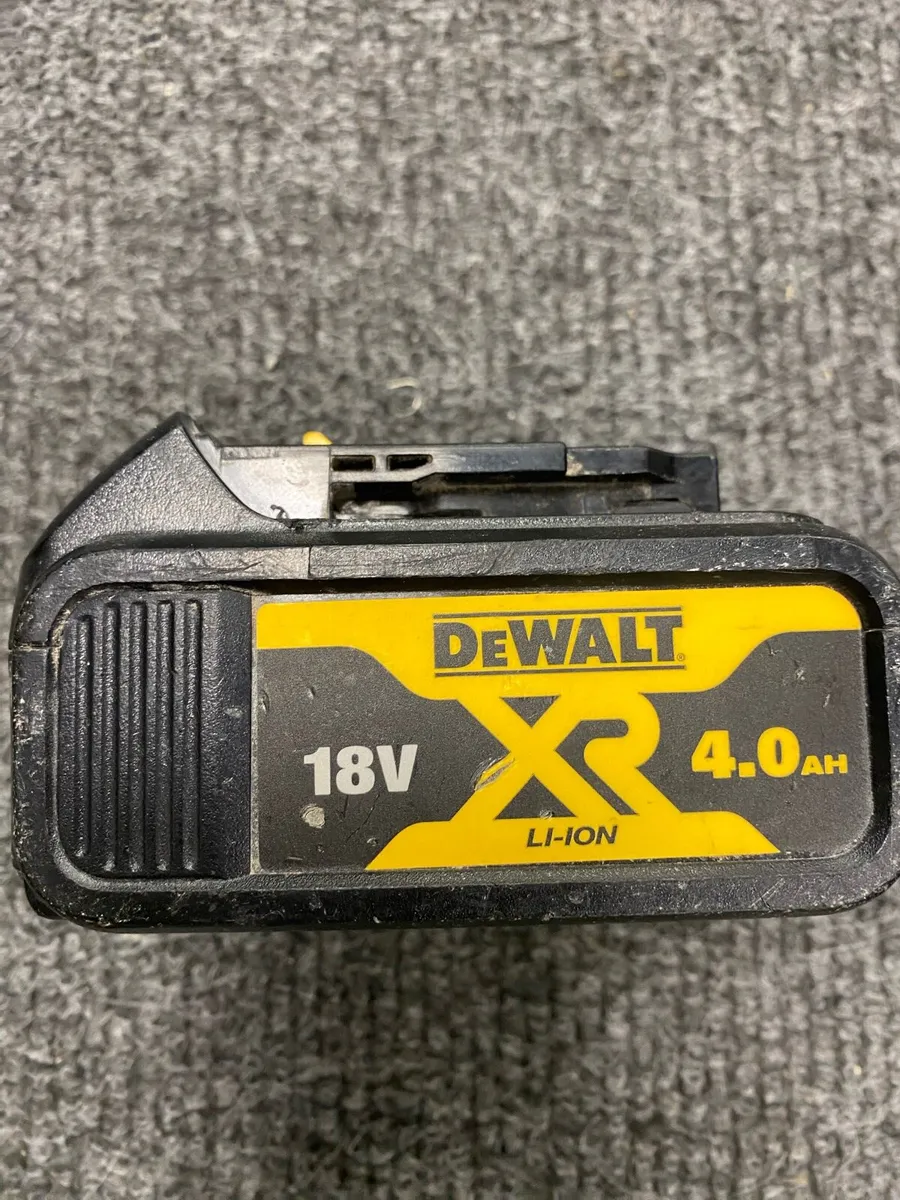 DEWALT®
XR
18V
4.0AH
LI-ION